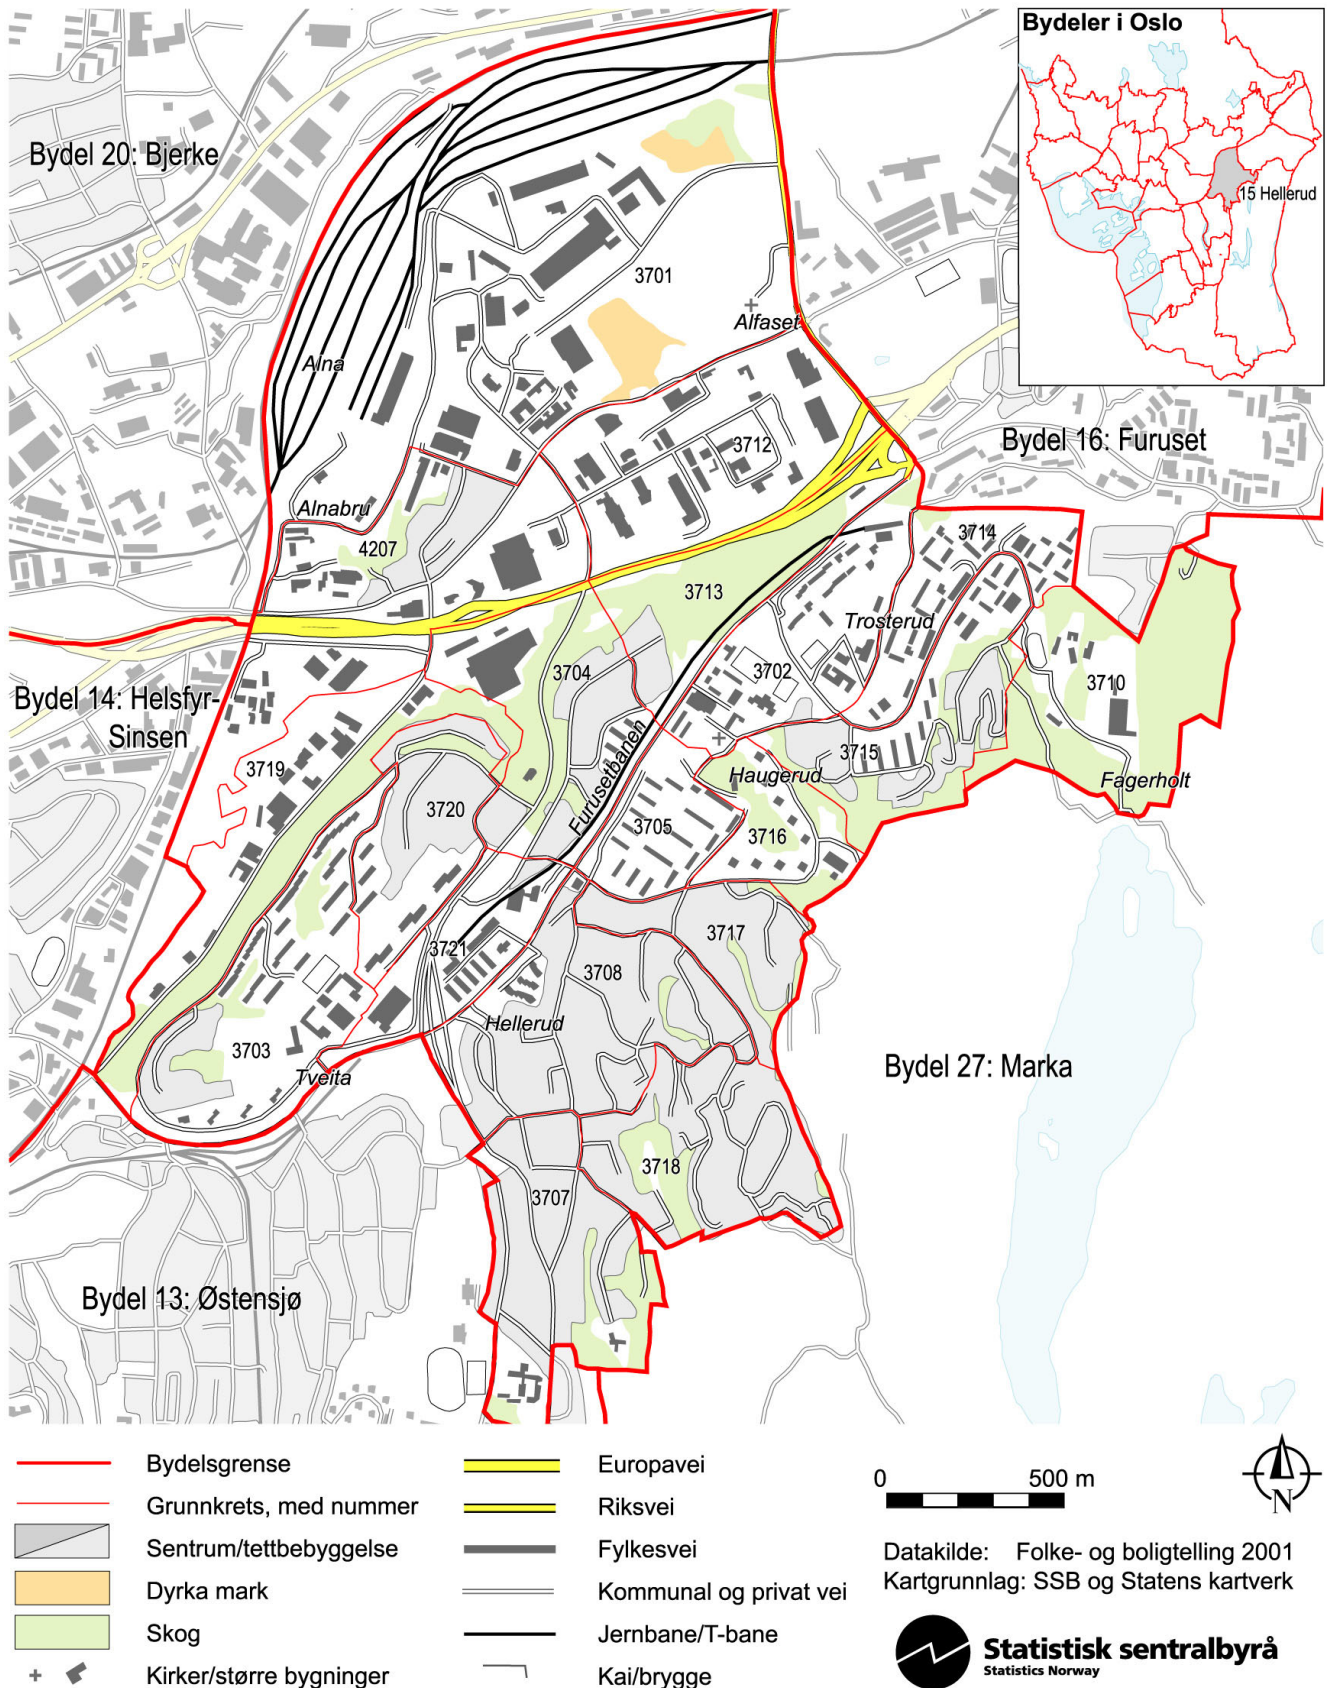 Bydeler i Oslo
15 Hellerud
Bydel 20: Bjerke
3701
Alfaset
Alna
3712
Bydel 16: Furuset
Alnabru
4207
3714
3713
Trosterud
3704
3702
3710
Bydel 14: Helsfyr-
Sinsen
3719
3715
Haugerud
Fagerholt
Furusetbanen
3720
3705
3716
3721
3717
3708
Hellerud
3703
Tveita
Bydel 27: Marka
3718
3707
Bydel 13: Østensjø
Bydelsgrense
Grunnkrets, med nummer
Sentrum/tettbebyggelse
Dyrka mark
Skog
Kirker/større bygninger
Europavei
Riksvei
Fylkesvei
Kommunal og privat vei
Jernbane/T-bane
Kai/brygge
0 500 m
N
Datakilde: Folke- og boligtelling 2001
Kartgrunnlag: SSB og Statens kartverk
Statistisk sentralbyrå
Statistics Norway